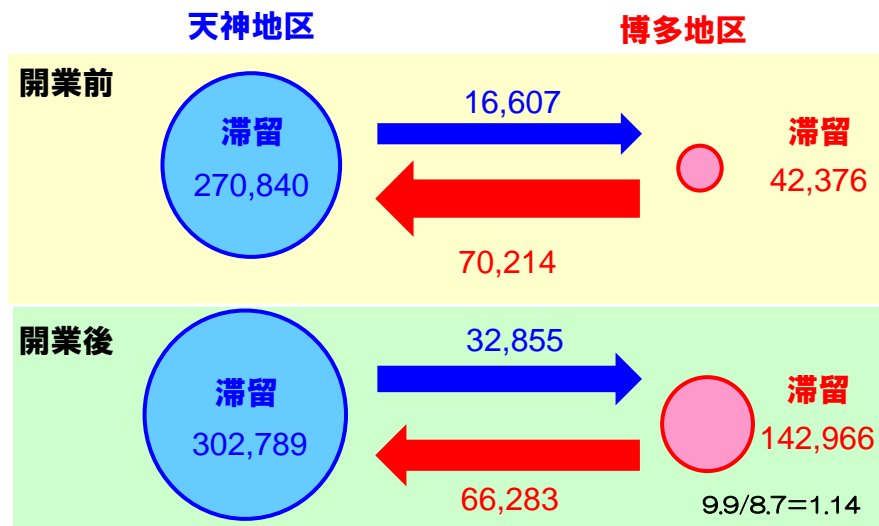 天神地区
博多地区
開業前
16,607
滞留
270,840
滞留
42,376
70,214
開業後
32,855
滞留
302,789
滞留
142,966
66,283
9.9/8.7=1.14